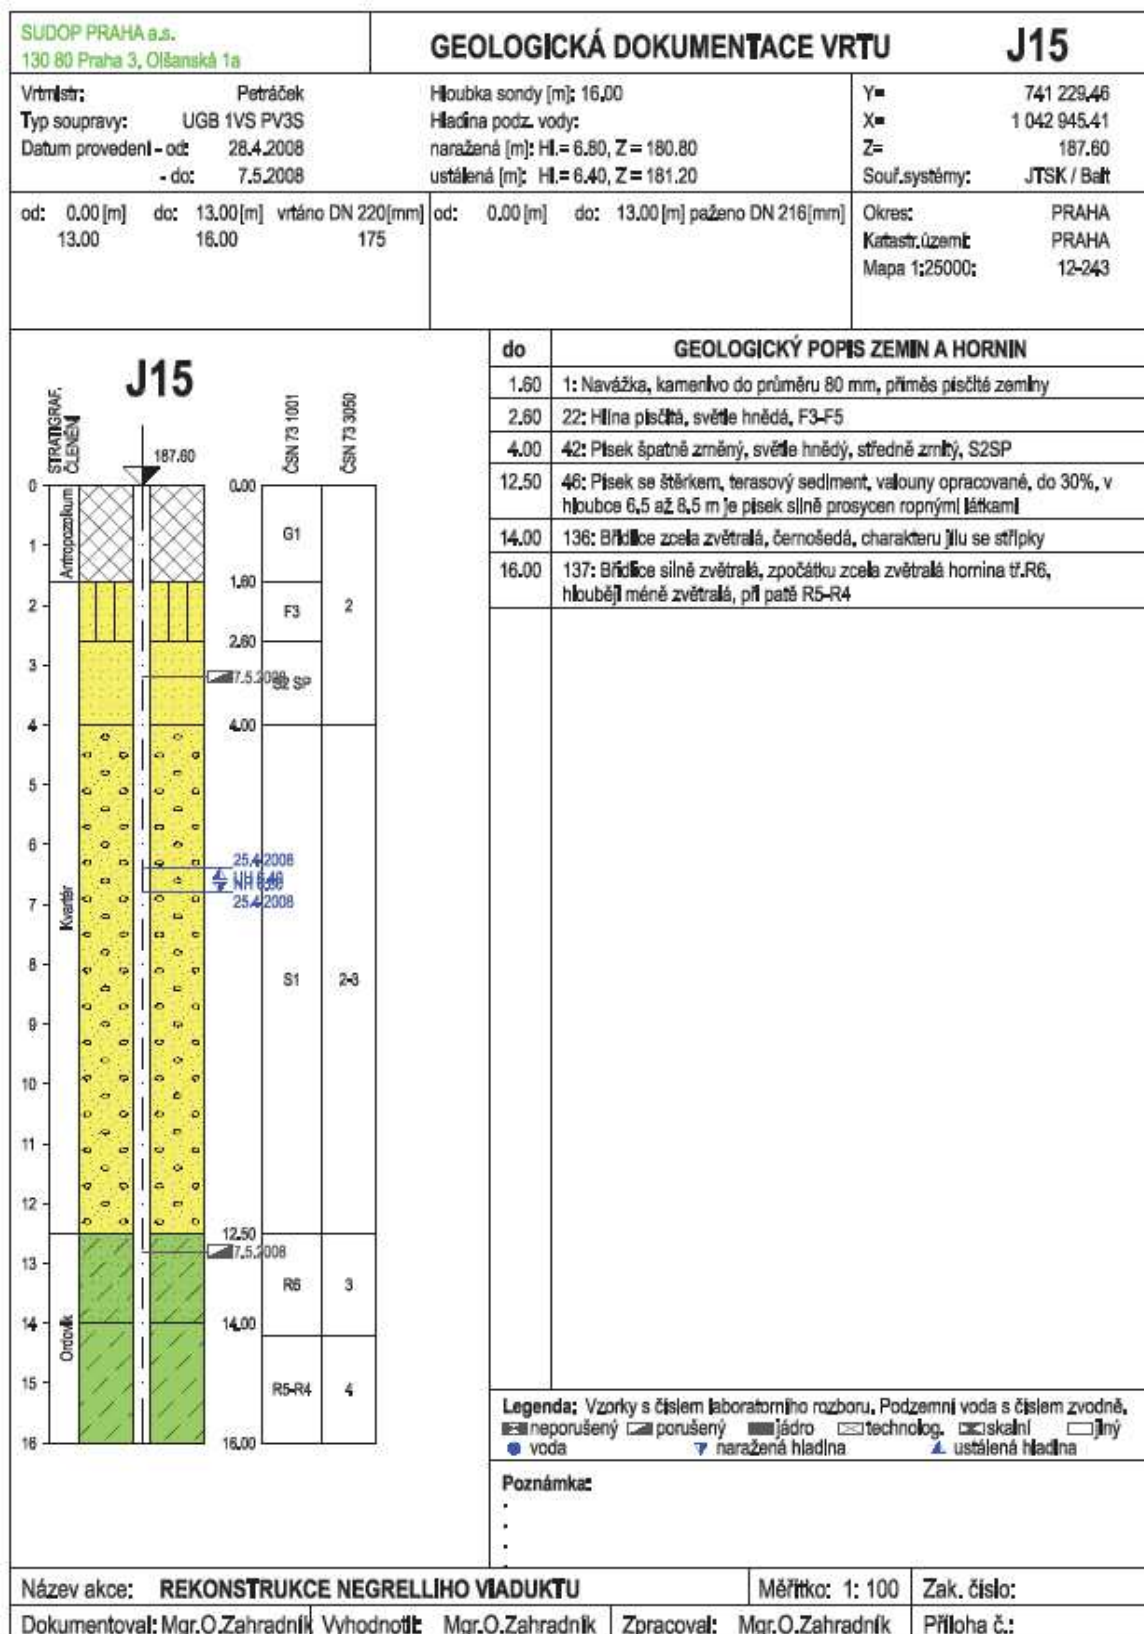 SUDOP PRAHA a.s.
130 80 Praha 3, Olšanská 1a
GEOLOGICKÁ DOKUMENTACE VRTU
J15
Vrtmistr: Petráček
Typ soupravy: UGB 1VS PV3S
Datum provedení - od: 28.4.2008
- do: 7.5.2008
Hloubka sondy [m]: 16.00
Hladina podz. vody:
naražená [m]: Hl.= 6.80, Z = 180.80
ustálená [m]: Hl.= 6.40, Z = 181.20
Y= 741 229.46
X= 1 042 945.41
Z= 187.60
Souř.systémy: JTSK / Balt
od: 0.00 [m] do: 13.00 [m] vrtáno DN 220[mm]
13.00 16.00 175
od: 0.00 [m] do: 13.00 [m] paženo DN 216[mm]
Okres: PRAHA
Katastr.území: PRAHA
Mapa 1:25000: 12-243
J15
STRATIGRAF.
ČLENĚNÍ
ČSN 73 1001
ČSN 73 3050
187.60
0
1
2
3
4
5
6
7
8
9
10
11
12
13
14
15
16
Antropozoikum
Kvartér
Ordovik
0.00
1.60
2.60
4.00
12.50
14.00
16.00
7.5.2008
25.4.2008
UH 6.40
NH 6.80
25.4.2008
7.5.2008
G1
F3
S2 SP
S1
R6
R5-R4
2
2-3
3
4
do GEOLOGICKÝ POPIS ZEMIN A HORNIN
1.60 1: Navážka, kamenivo do průměru 80 mm, příměs písčité zeminy
2.60 22: Hlína písčitá, světle hnědá, F3-F5
4.00 42: Písek špatně zrněný, světle hnědý, středně zrnitý, S2SP
12.50 46: Písek se štěrkem, terasový sediment, valouny opracované, do 30%, v
hloubce 6,5 až 8,5 m je písek silně prosycen ropnými látkami
14.00 136: Břidlice zcela zvětralá, černošedá, charakteru jílu se střípky
16.00 137: Břidlice silně zvětralá, zpočátku zcela zvětralá hornina tř.R6,
hlouběji méně zvětralá, při patě R5-R4
Legenda: Vzorky s číslem laboratorního rozboru, Podzemní voda s číslem zvodně.
neporušený porušený jádro technolog. skalní jiný
voda naražená hladina ustálená hladina
Poznámka:
.
.
.
.
Název akce: REKONSTRUKCE NEGRELLIHO VIADUKTU
Měřítko: 1: 100
Zak. číslo:
Dokumentoval: Mgr.O.Zahradník
Vyhodnotil: Mgr.O.Zahradník
Zpracoval: Mgr.O.Zahradník
Příloha č.: